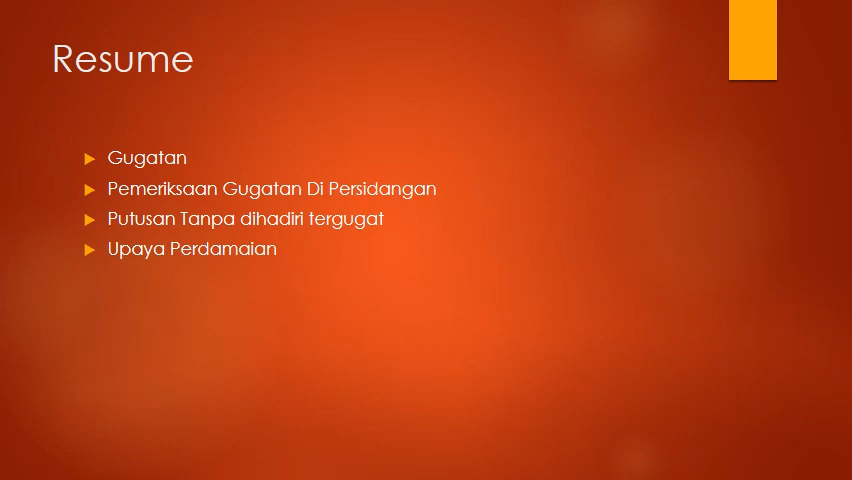 Resume
Gugatan
Pemeriksaan Gugatan Di Persidangan
Putusan Tanpa dihadiri tergugat
Upaya Perdamaian